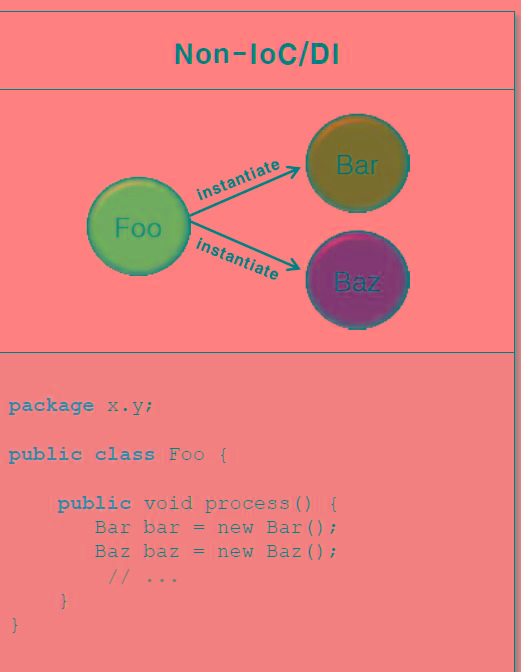 Non-IoC/DI
Bar
instantiate
Foo
instantiate
Baz
package x.y;
public class Foo {
    public void process() {
       Bar bar = new Bar();
       Baz baz = new Baz();
        // ...
    }
}